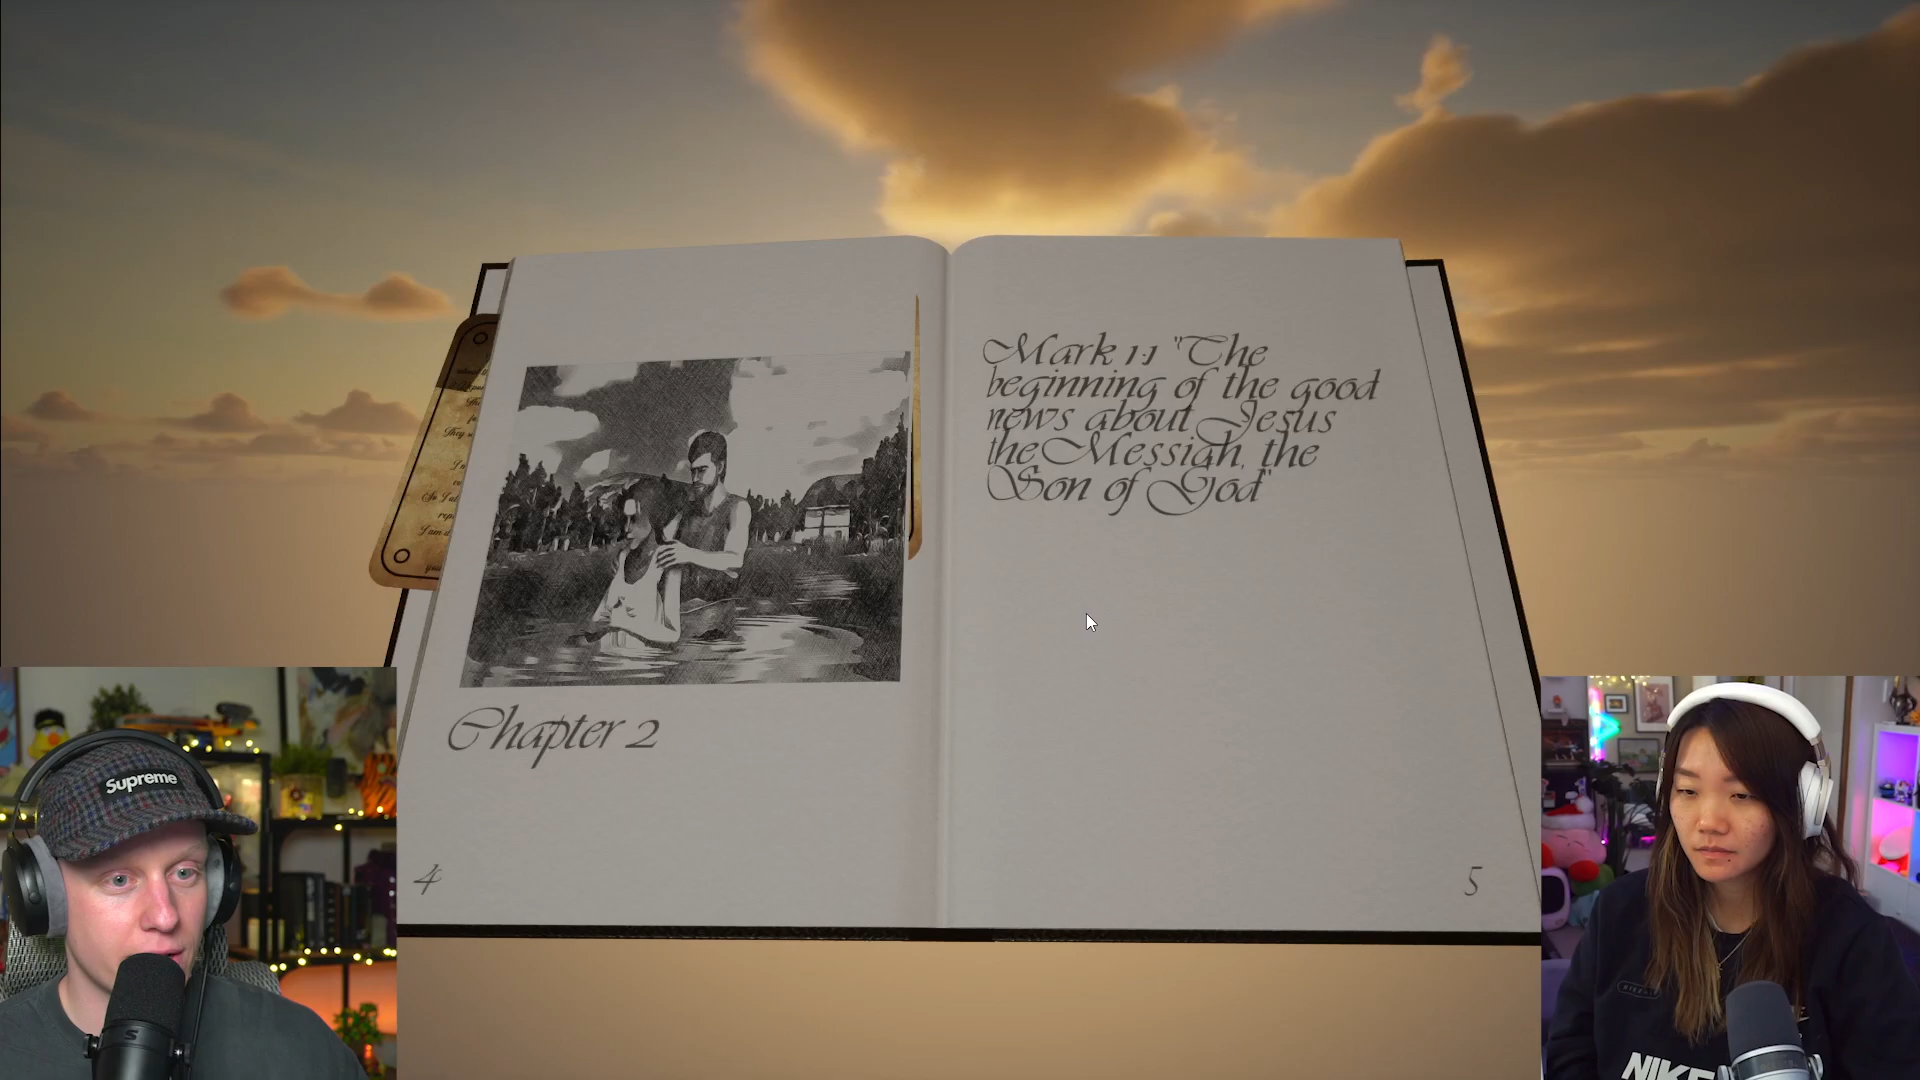 Mark 1:1 "The
beginning of the good
news about Jesus
the Messiah, the
Son of God"
Chapter 2
4
5
Supreme
NIKE